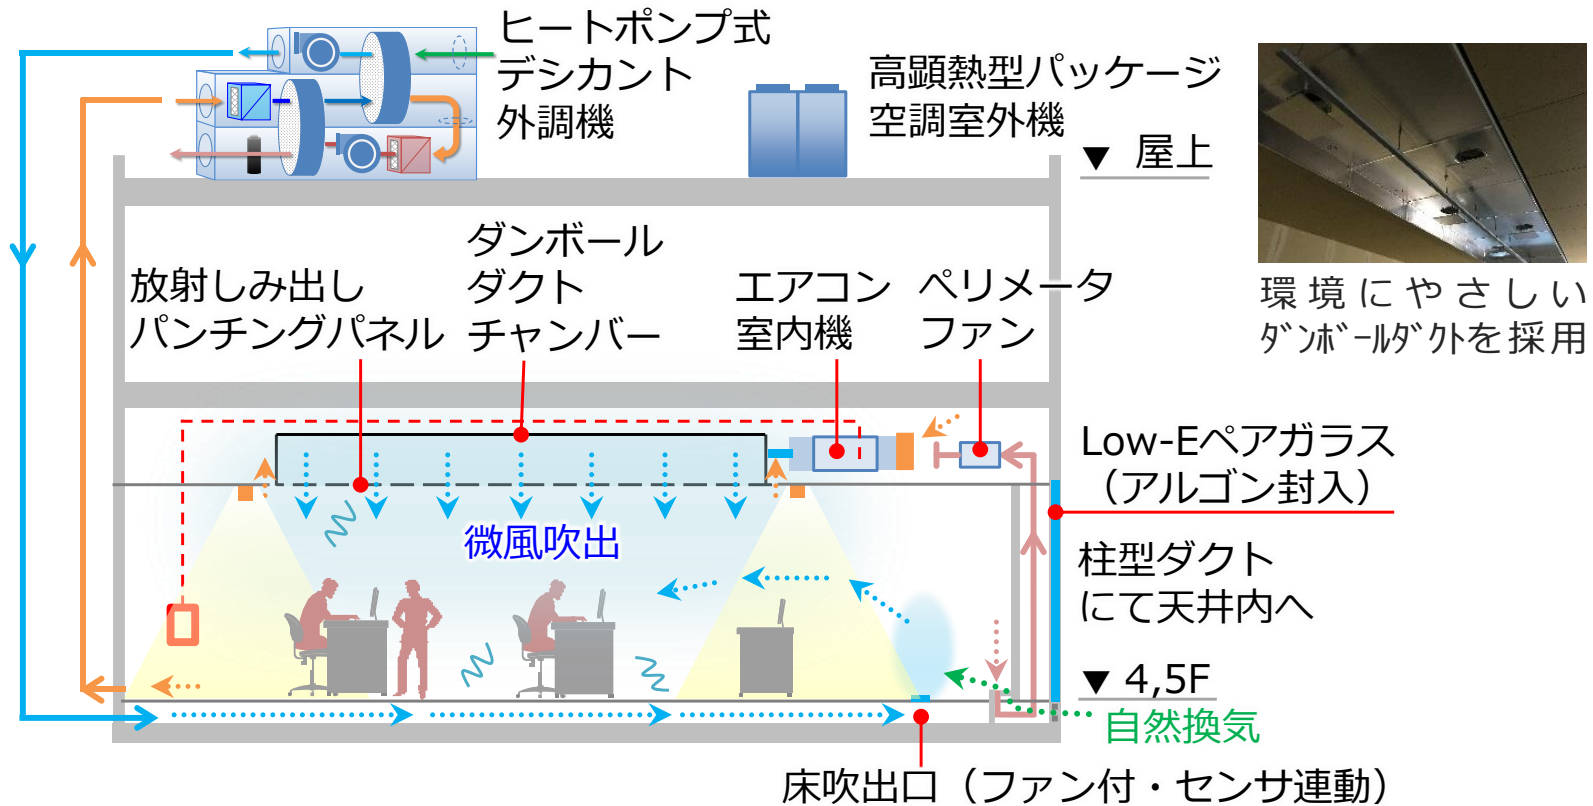 ヒートポンプ式
デシカント
外調機
高顕熱型パッケージ
空調室外機
▼ 屋上
環境にやさしい
ﾀﾞﾝﾎﾞｰﾙﾀﾞｸﾄを採用
放射しみ出し
パンチングパネル
ダンボール
ダクト
チャンバー
エアコン
室内機
ペリメータ
ファン
Low-Eペアガラス
（アルゴン封入）
微風吹出
柱型ダクト
にて天井内へ
▼ 4,5F
自然換気
床吹出口（ファン付・センサ連動）